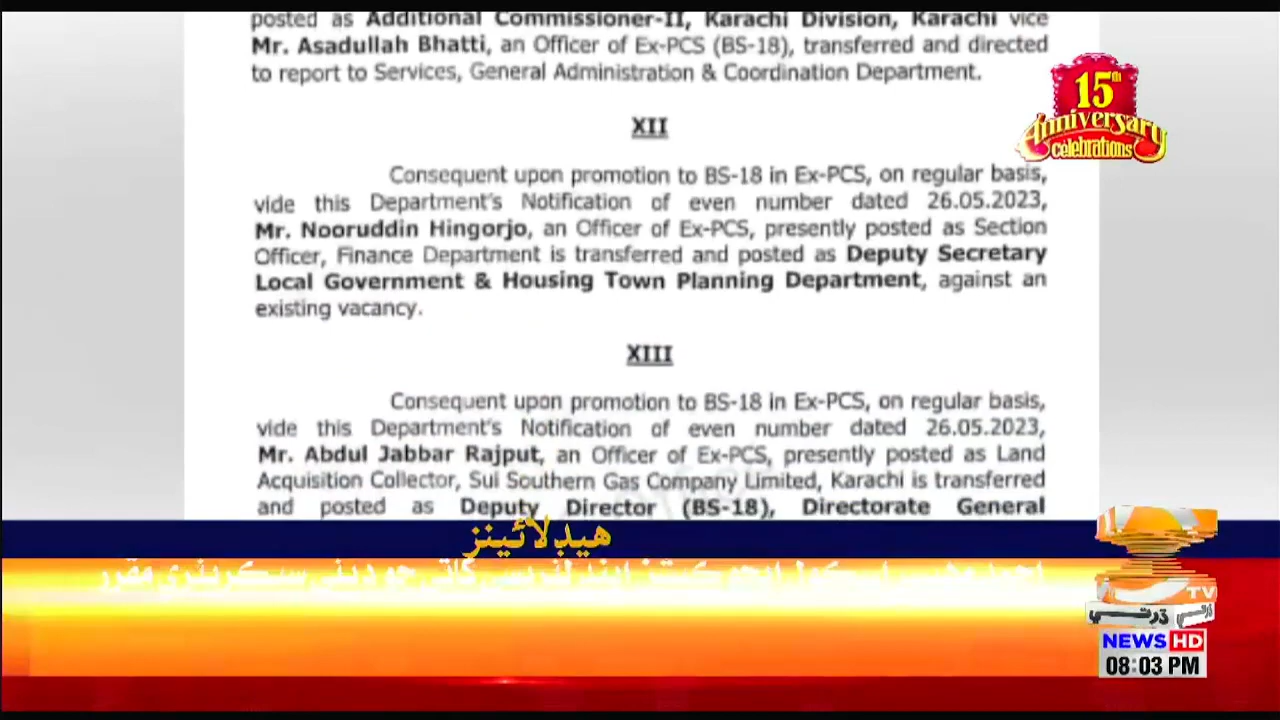 posted as Additional Commissioner-II, Karachi Division, Karachi vice
Mr. Asadullah Bhatti, an Officer of Ex-PCS (BS-18), transferred and directed
to report to Services, General Administration & Coordination Department.
15th
Anniversary
celebrations
XII
Consequent upon promotion to BS-18 in Ex-PCS, on regular basis,
vide this Department's Notification of even number dated 26.05.2023,
Mr. Nooruddin Hingorjo, an Officer of Ex-PCS, presently posted as Section
Officer, Finance Department is transferred and posted as Deputy Secretary
Local Government & Housing Town Planning Department, against an
existing vacancy.
XIII
Consequent upon promotion to BS-18 in Ex-PCS, on regular basis,
vide this Department's Notification of even number dated 26.05.2023,
Mr. Abdul Jabbar Rajput, an Officer of Ex-PCS, presently posted as Land
Acquisition Collector, Sui Southern Gas Company Limited, Karachi is transferred
and posted as Deputy Director (BS-18), Directorate General
هيڊلائينز
سيڪريٽري مقرر
TV
ڌرتي
NEWS HD
08:03 PM